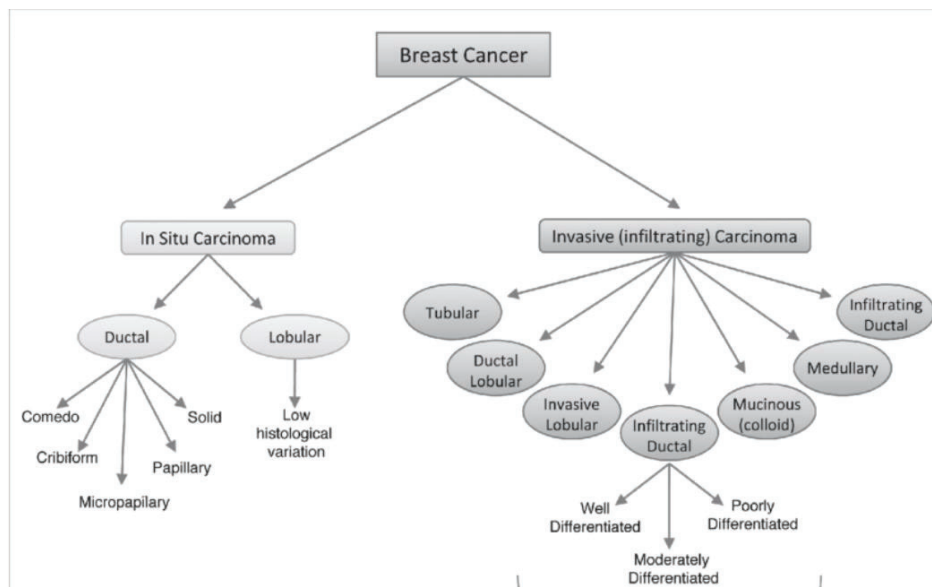 Breast Cancer
In Situ Carcinoma
Invasive (infiltrating) Carcinoma
Ductal
Lobular
Comedo
Cribiform
Micropapilary
Papillary
Solid
Low
histological
variation
Tubular
Ductal
Lobular
Invasive
Lobular
Infiltrating
Ductal
Mucinous
(colloid)
Medullary
Infiltrating
Ductal
Well
Differentiated
Moderately
Differentiated
Poorly
Differentiated